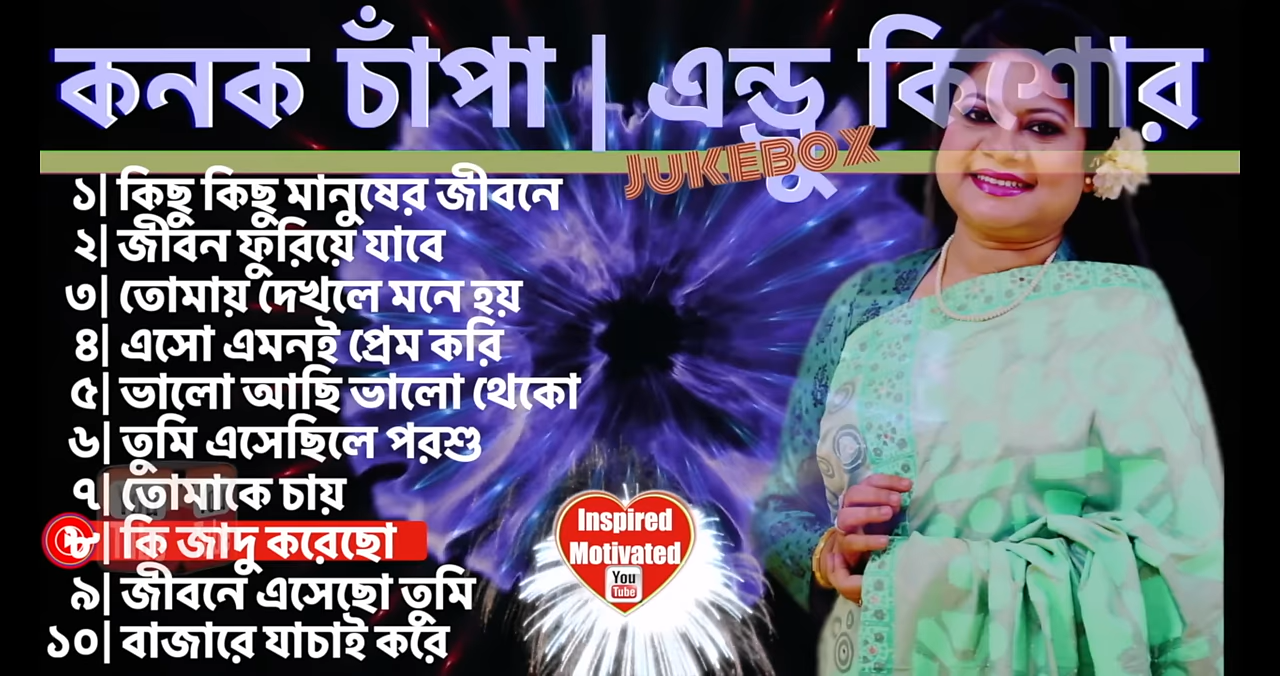 কনক চাঁপা | এন্ড্রু কিশোর
JUKEBOX
১| কিছু কিছু মানুষের জীবনে
২| জীবন ফুরিয়ে যাবে
৩| তোমায় দেখলে মনে হয়
৪| এসো এমনই প্রেম করি
৫| ভালো আছি ভালো থেকো
৬| তুমি এসেছিলে পরশু
৭| তোমাকে চায়
৮| কি জাদু করেছো
৯| জীবনে এসেছো তুমি
১০| বাজারে যাচাই করে
Inspired
Motivated
You
Tube